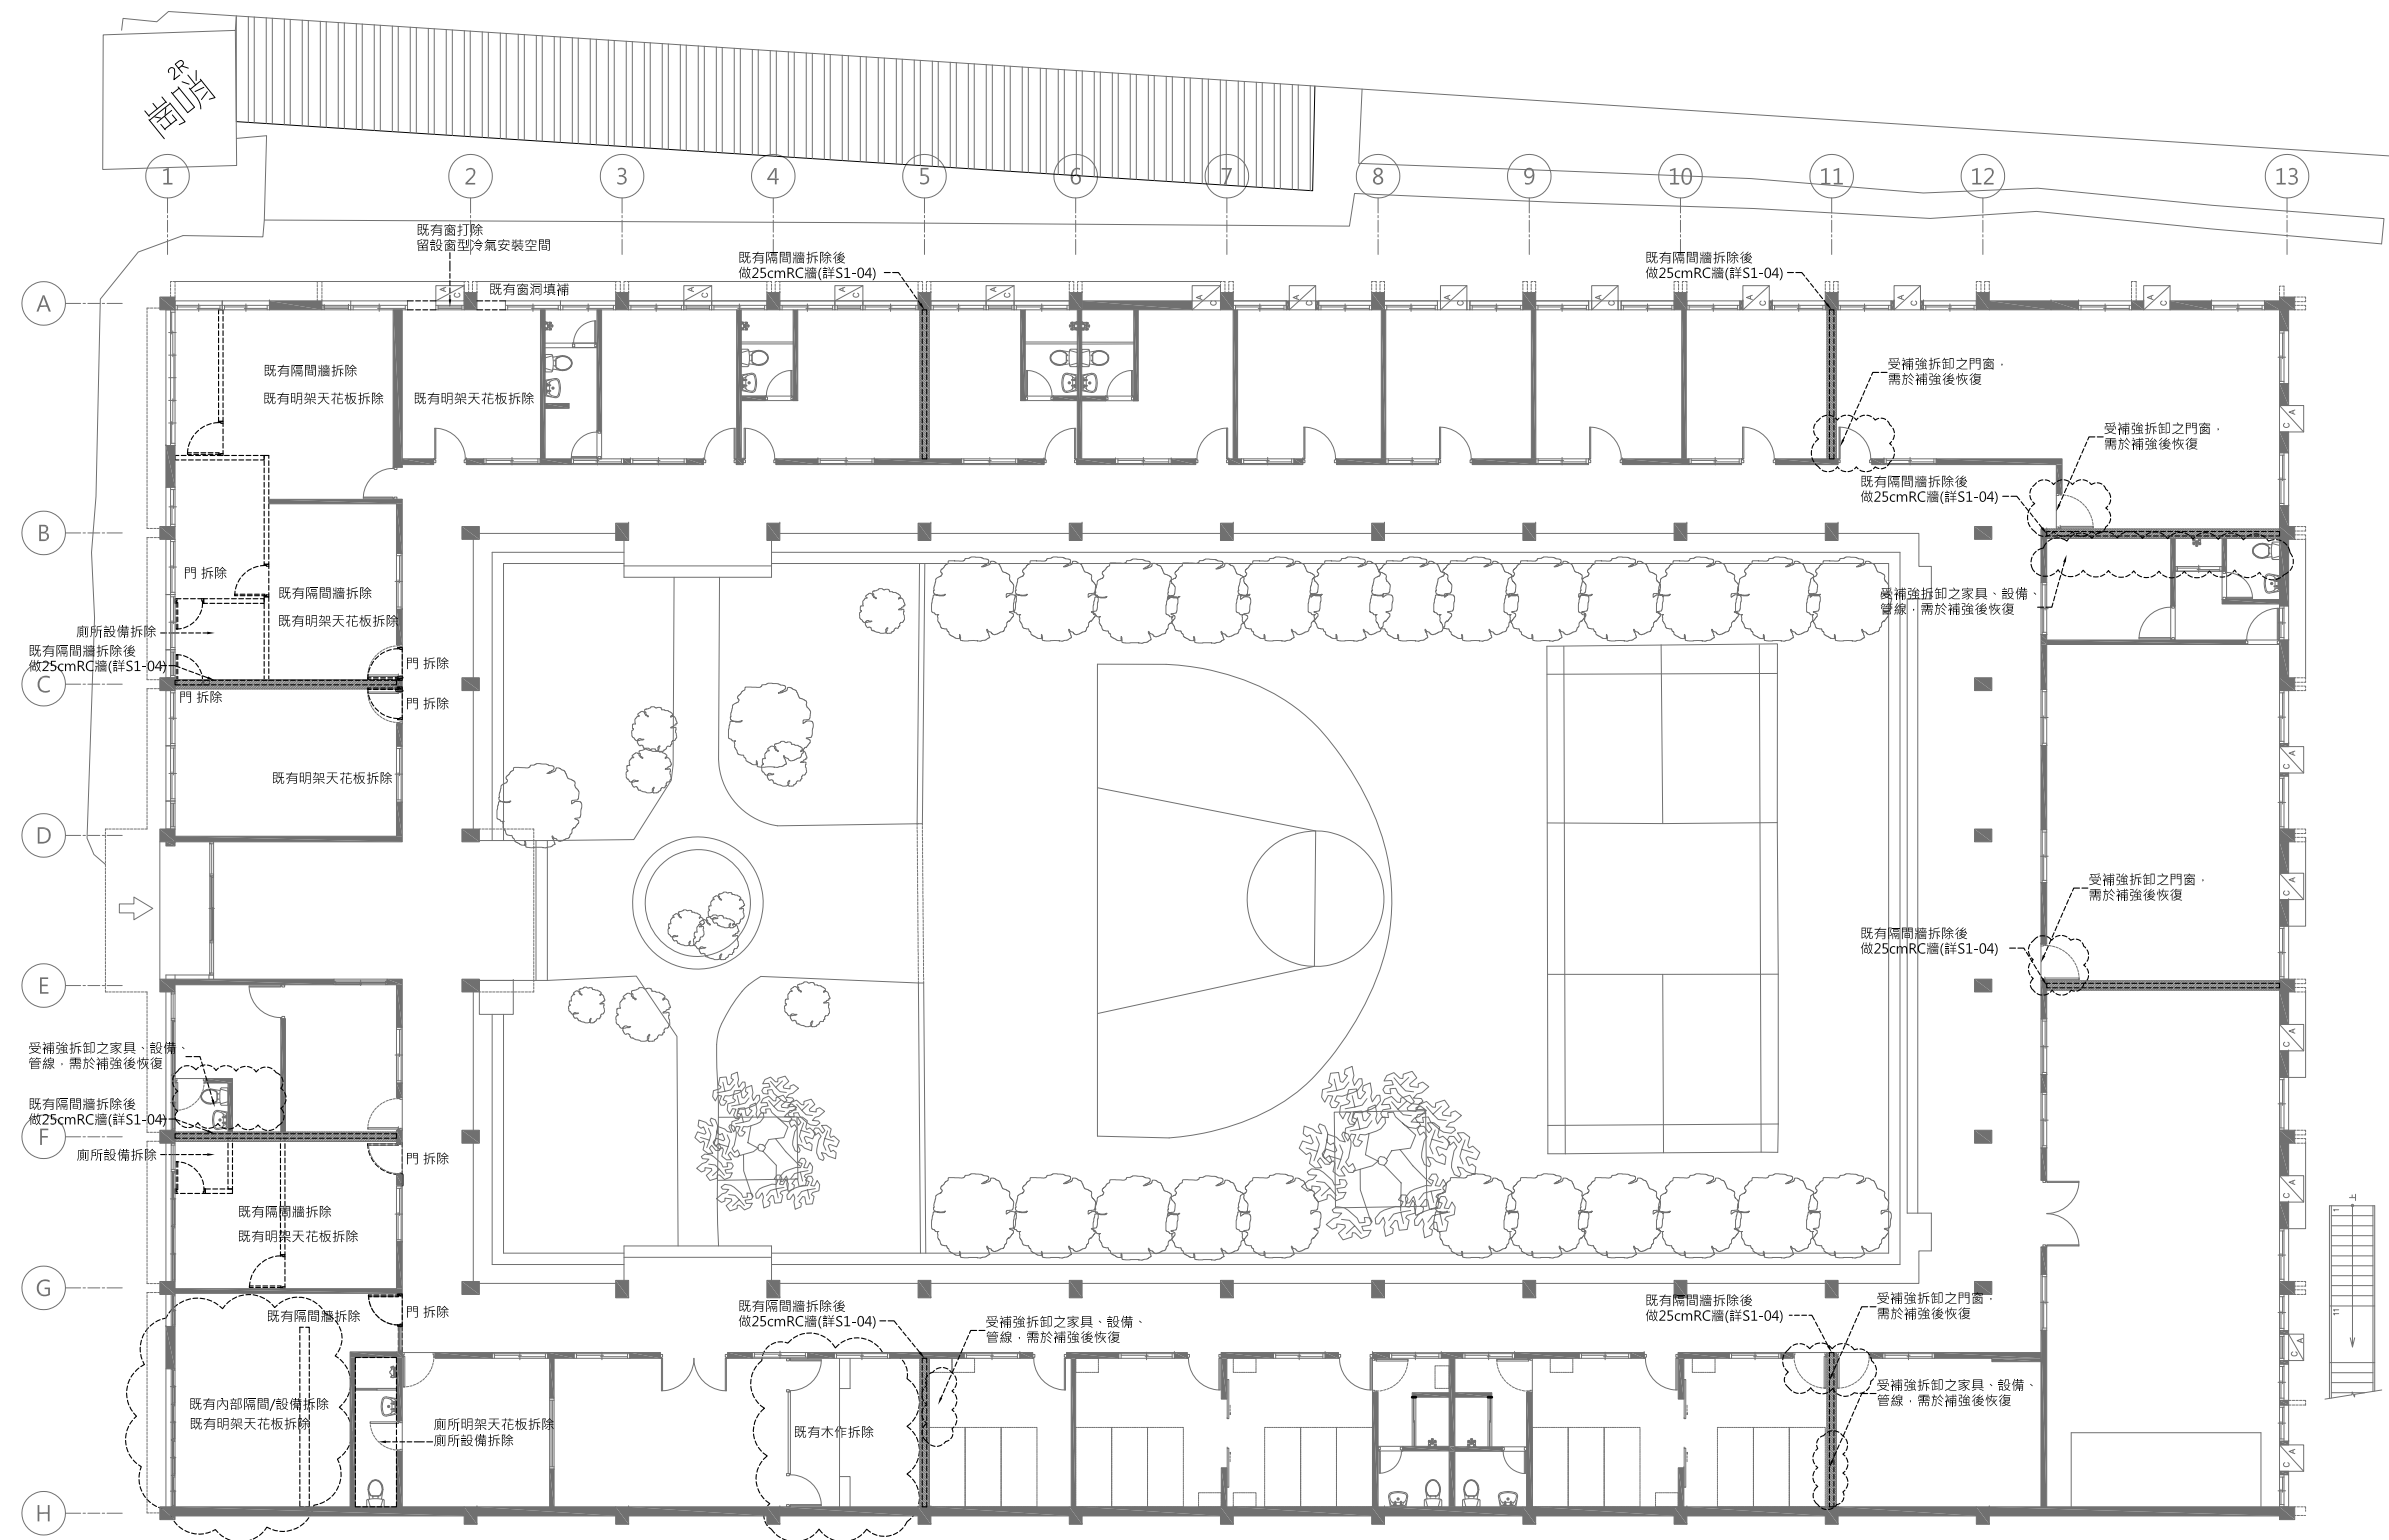 2R
崗哨
1 2 3 4 5 6 7 8 9 10 11 12 13
既有窗打除
留設窗型冷氣安裝空間
既有隔間牆拆除後
做25cmRC牆(詳S1-04)
既有隔間牆拆除後
做25cmRC牆(詳S1-04)
既有窗洞填補
A
A
C
A
C
A
C
A
C
A
C
A
C
A
C
A
C
A
C
A
C
A
C
既有隔間牆拆除
既有明架天花板拆除
既有明架天花板拆除
受補強拆卸之門窗，
需於補強後恢復
A
C
受補強拆卸之門窗，
需於補強後恢復
既有隔間牆拆除後
做25cmRC牆(詳S1-04)
B
門 拆除
既有隔間牆拆除
既有明架天花板拆除
受補強拆卸之家具、設備、
管線，需於補強後恢復
廁所設備拆除
既有隔間牆拆除後
做25cmRC牆(詳S1-04)
門 拆除
C
門 拆除
門 拆除
既有明架天花板拆除
A
C
D
受補強拆卸之門窗，
需於補強後恢復
A
C
既有隔間牆拆除後
做25cmRC牆(詳S1-04)
E
受補強拆卸之家具、設備、
管線，需於補強後恢復
A
C
既有隔間牆拆除後
做25cmRC牆(詳S1-04)
F
廁所設備拆除
門 拆除
既有隔間牆拆除
既有明架天花板拆除
A
C
上
11
11
G
既有隔間牆拆除
門 拆除
既有隔間牆拆除後
做25cmRC牆(詳S1-04)
受補強拆卸之家具、設備、
管線，需於補強後恢復
既有隔間牆拆除後
做25cmRC牆(詳S1-04)
受補強拆卸之門窗，
需於補強後恢復
A
C
受補強拆卸之家具、設備、
管線，需於補強後恢復
既有內部隔間/設備拆除
既有明架天花板拆除
廁所明架天花板拆除
廁所設備拆除
既有木作拆除
A
C
H